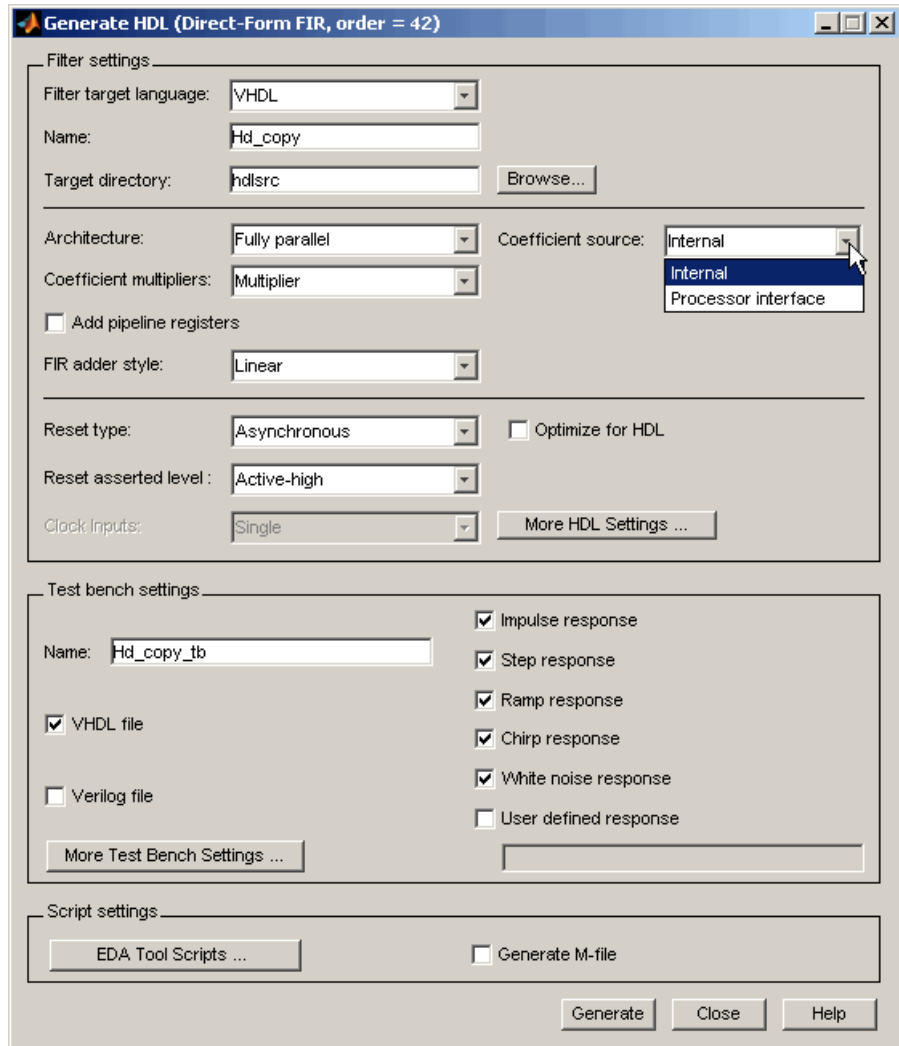 Generate HDL (Direct-Form FIR, order = 42)
Filter settings
Filter target language: VHDL
Name: Hd_copy
Target directory: hdlsrc Browse...
Architecture: Fully parallel Coefficient source: Internal
Internal
Coefficient multipliers: Multiplier
Processor interface
Add pipeline registers
FIR adder style: Linear
Reset type: Asynchronous Optimize for HDL
Reset asserted level : Active-high
Clock Inputs: Single More HDL Settings ...
Test bench settings
Impulse response
Name: Hd_copy_tb
Step response
Ramp response
VHDL file
Chirp response
White noise response
Verilog file
User defined response
More Test Bench Settings ...
Script settings
EDA Tool Scripts ... Generate M-file
Generate Close Help